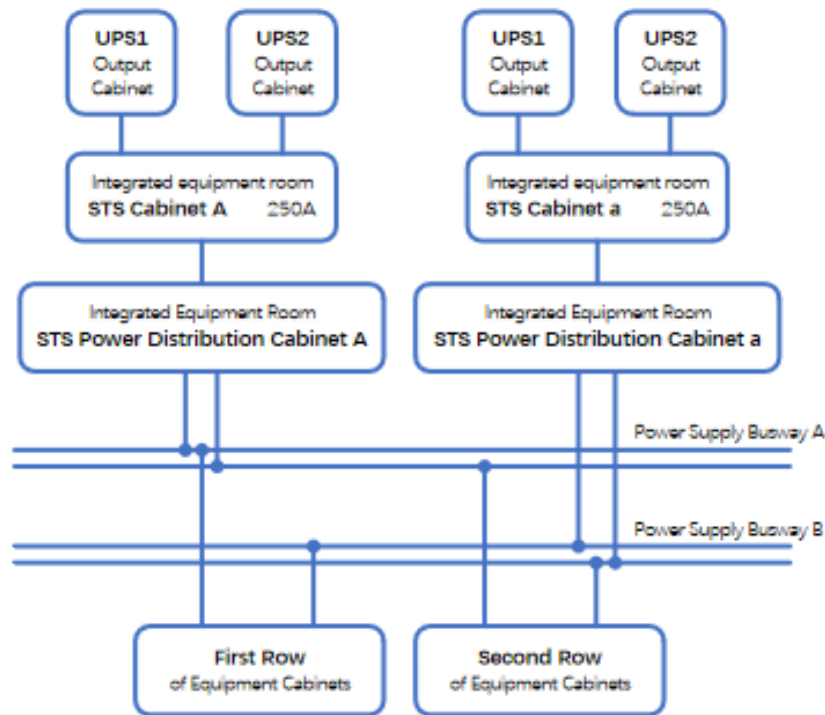 UPS1
Output
Cabinet
UPS2
Output
Cabinet
UPS1
Output
Cabinet
UPS2
Output
Cabinet
Integrated equipment room
STS Cabinet A 250A
Integrated equipment room
STS Cabinet a 250A
Integrated Equipment Room
STS Power Distribution Cabinet A
Integrated Equipment Room
STS Power Distribution Cabinet a
Power Supply Busway A
Power Supply Busway B
First Row
of Equipment Cabinets
Second Row
of Equipment Cabinets